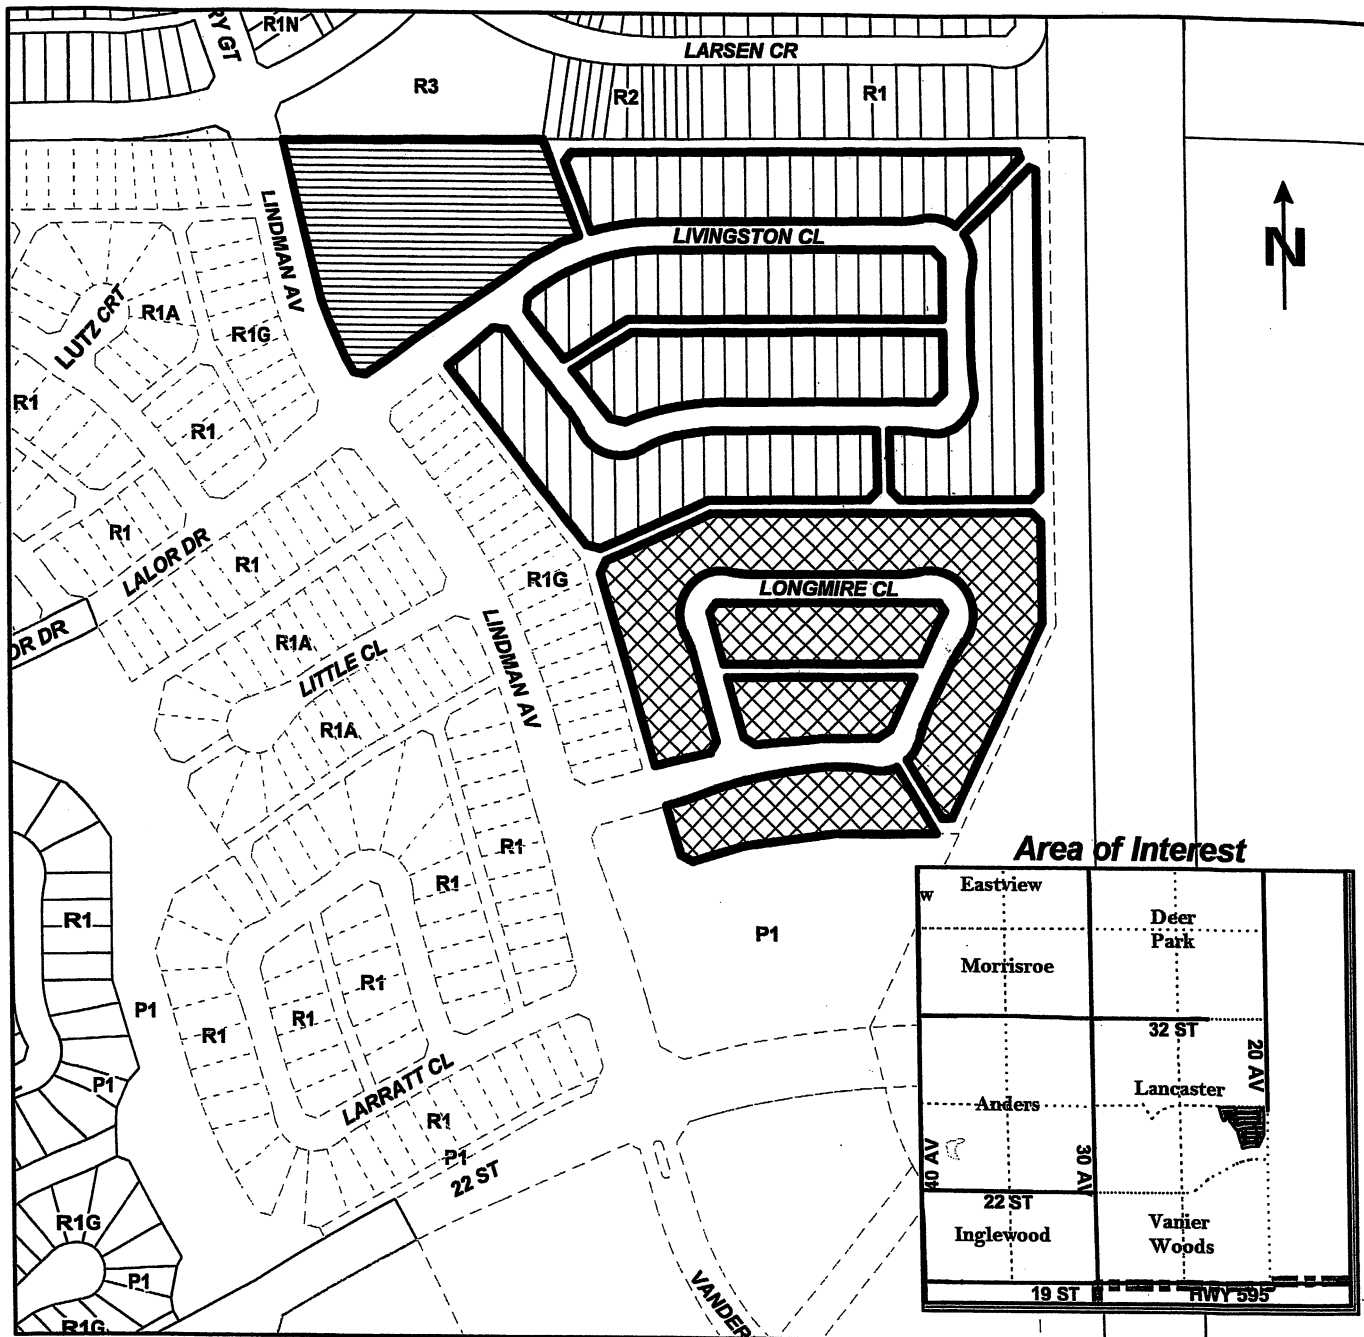 RY GT
R1N
LARSEN CR
R3
R2
R1
LINDMAN AV
LIVINGSTON CL
N
LUTZ CRT
R1A
R1G
R1
R1
R1
LALOR DR
R1
R1G
LONGMIRE CL
OR DR
R1A
LITTLE CL
LINDMAN AV
R1A
R1
R1
R1
P1
P1
R1
R1
R1
P1
LARRATT CL
R1
P1
22 ST
R1G
P1
R1G
VANDER
Area of Interest
Eastview
w
Deer
Park
Morrisroe
32 ST
20 AV
Lancaster
Anders
40 AV
30 AV
22 ST
Inglewood
Vanier
Woods
19 ST
HWY 595